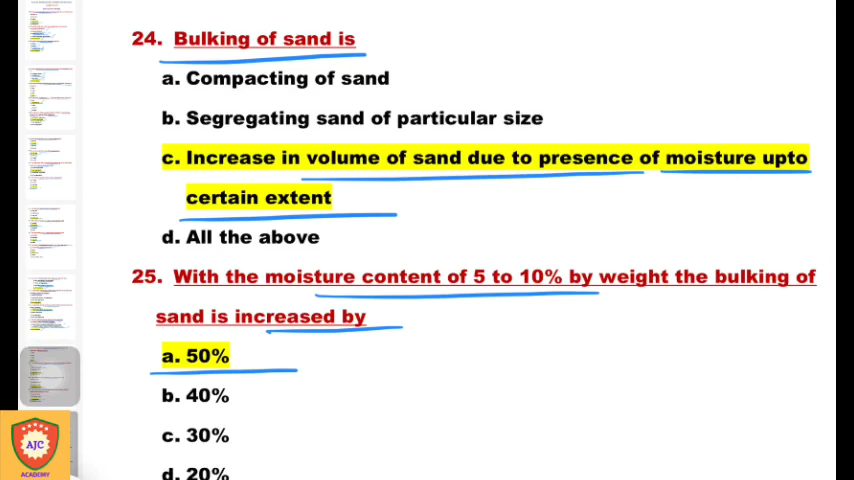 24. Bulking of sand is
a. Compacting of sand
b. Segregating sand of particular size
c. Increase in volume of sand due to presence of moisture upto
certain extent
d. All the above
25. With the moisture content of 5 to 10% by weight the bulking of
sand is increased by
a. 50%
b. 40%
c. 30%
d. 20%
AJC
ACADEMY